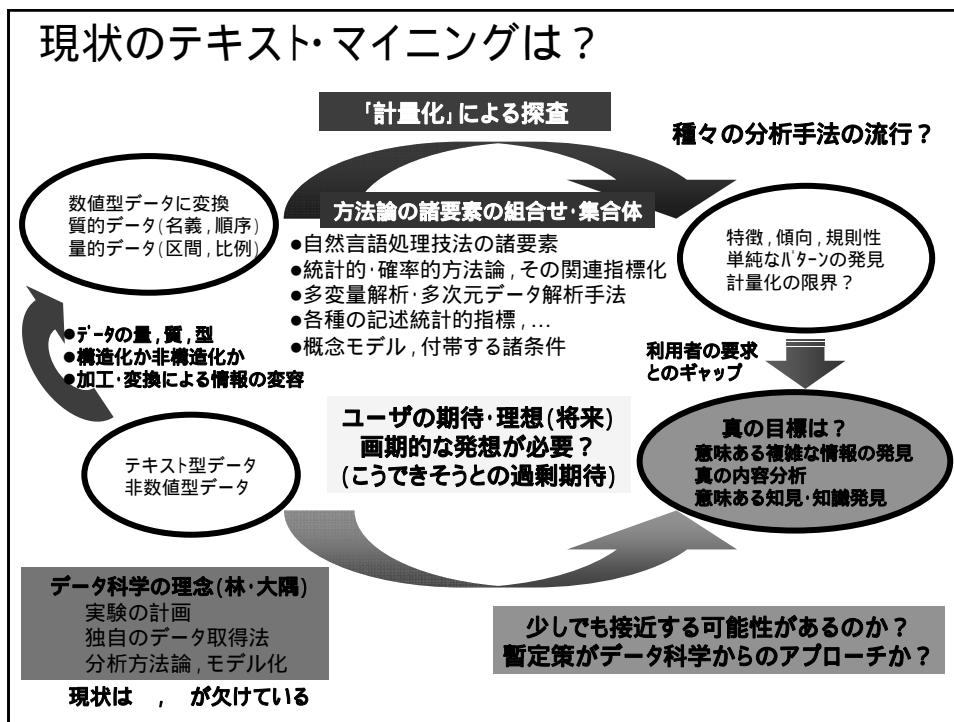 現状のテキスト・マイニングは？
「計量化」による探査
種々の分析手法の流行？
数値型データに変換
質的データ(名義,順序)
量的データ(区間,比例)
方法論の諸要素の組合せ・集合体
●自然言語処理技法の諸要素
●統計的・確率的方法論,その関連指標化
●多変量解析・多次元データ解析手法
●各種の記述統計的指標,…
●概念モデル,付帯する諸条件
特徴,傾向,規則性
単純なパターンの発見
計量化の限界？
●データの量,質,型
●構造化か非構造化か
●加工・変換による情報の変容
利用者の要求
とのギャップ
ユーザの期待・理想(将来)
画期的な発想が必要？
(こうできそうとの過剰期待)
真の目標は？
意味ある複雑な情報の発見
真の内容分析
意味ある知見・知識発見
テキスト型データ
非数値型データ
データ科学の理念(林・大隅)
実験の計画
独自のデータ取得法
分析方法論,モデル化
現状は　,　が欠けている
少しでも接近する可能性があるのか？
暫定策がデータ科学からのアプローチか？